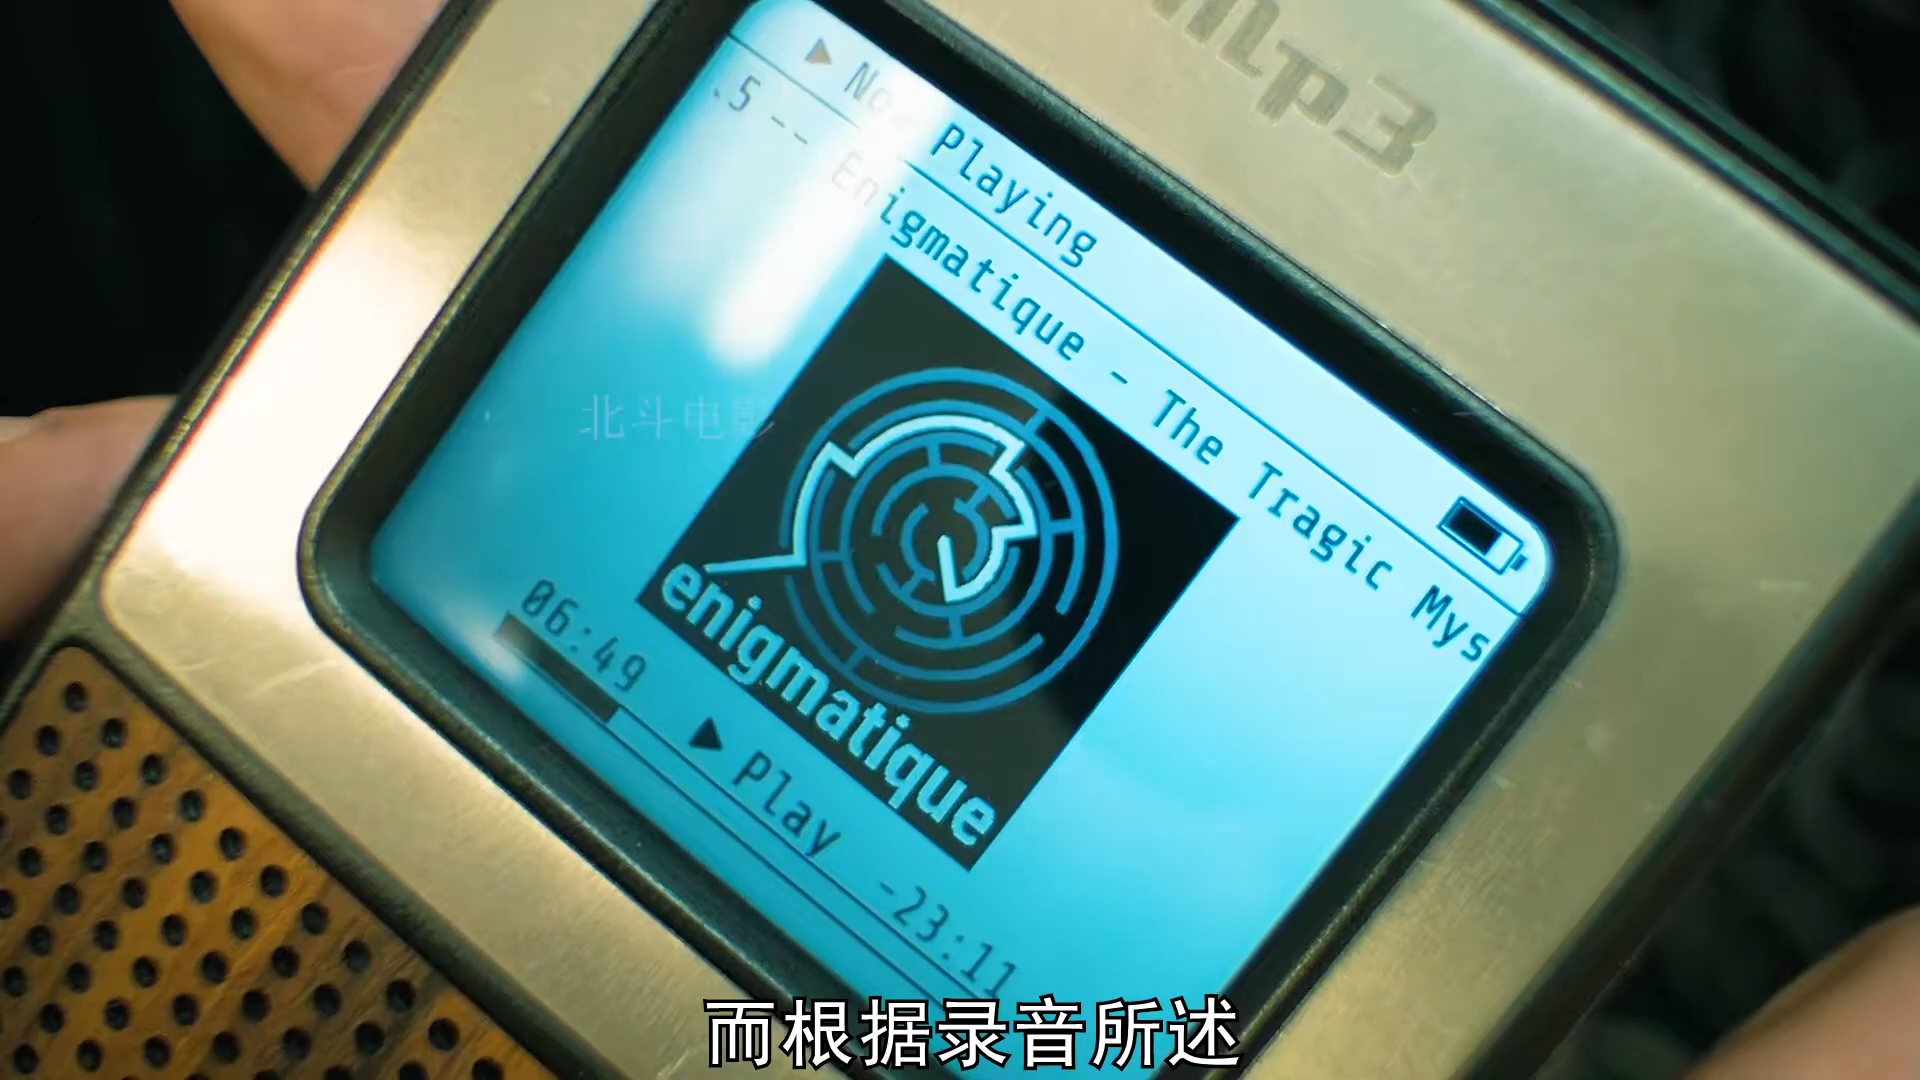 mp3
▶ Now Playing
.5 -- Enigmatique - The Tragic Mys
北斗电影
enigmatique
06:49
▶ Play
-23:11
而根据录音所述